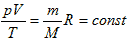 pV/T = m/M R = const